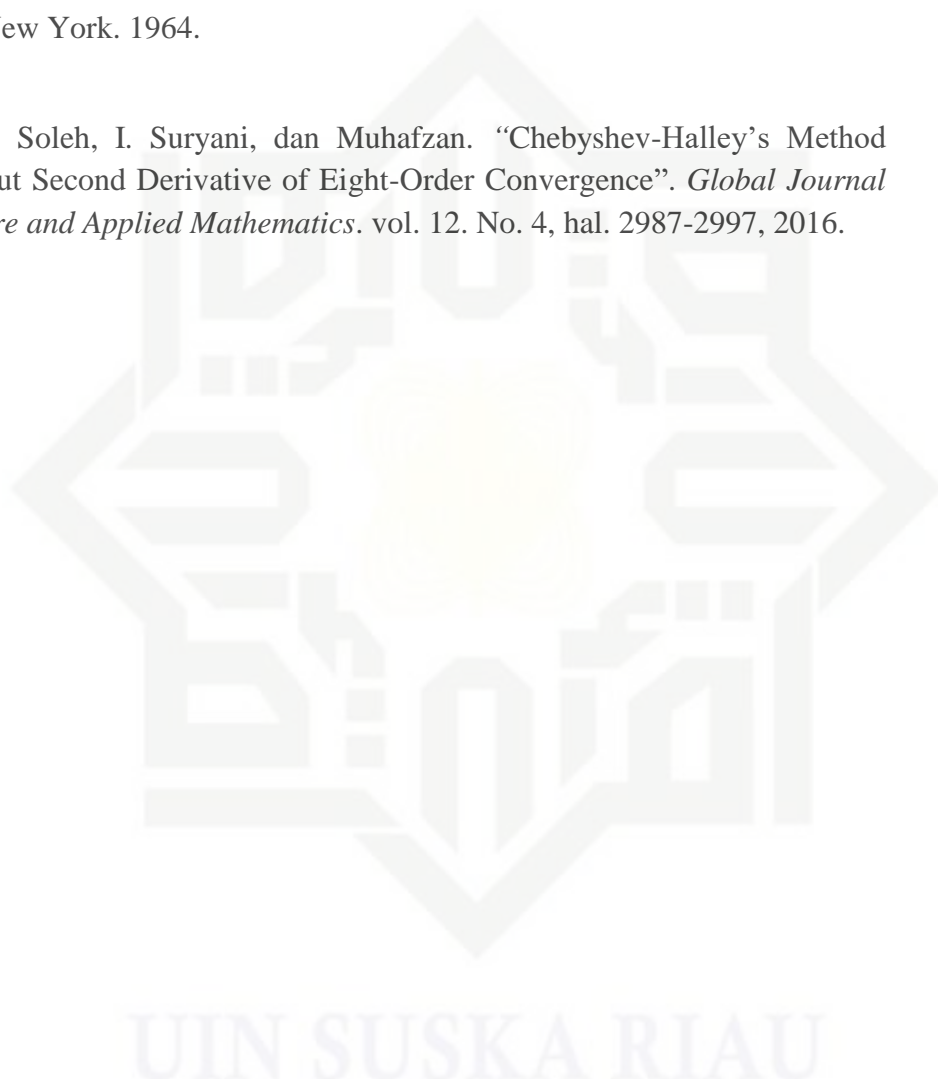 ew York. 1964.
Soleh, I. Suryani, dan Muhafzan. “Chebyshev-Halley’s Method
ut Second Derivative of Eight-Order Convergence”. Global Journal
re and Applied Mathematics. vol. 12. No. 4, hal. 2987-2997, 2016.
UIN SUSKA RIAU